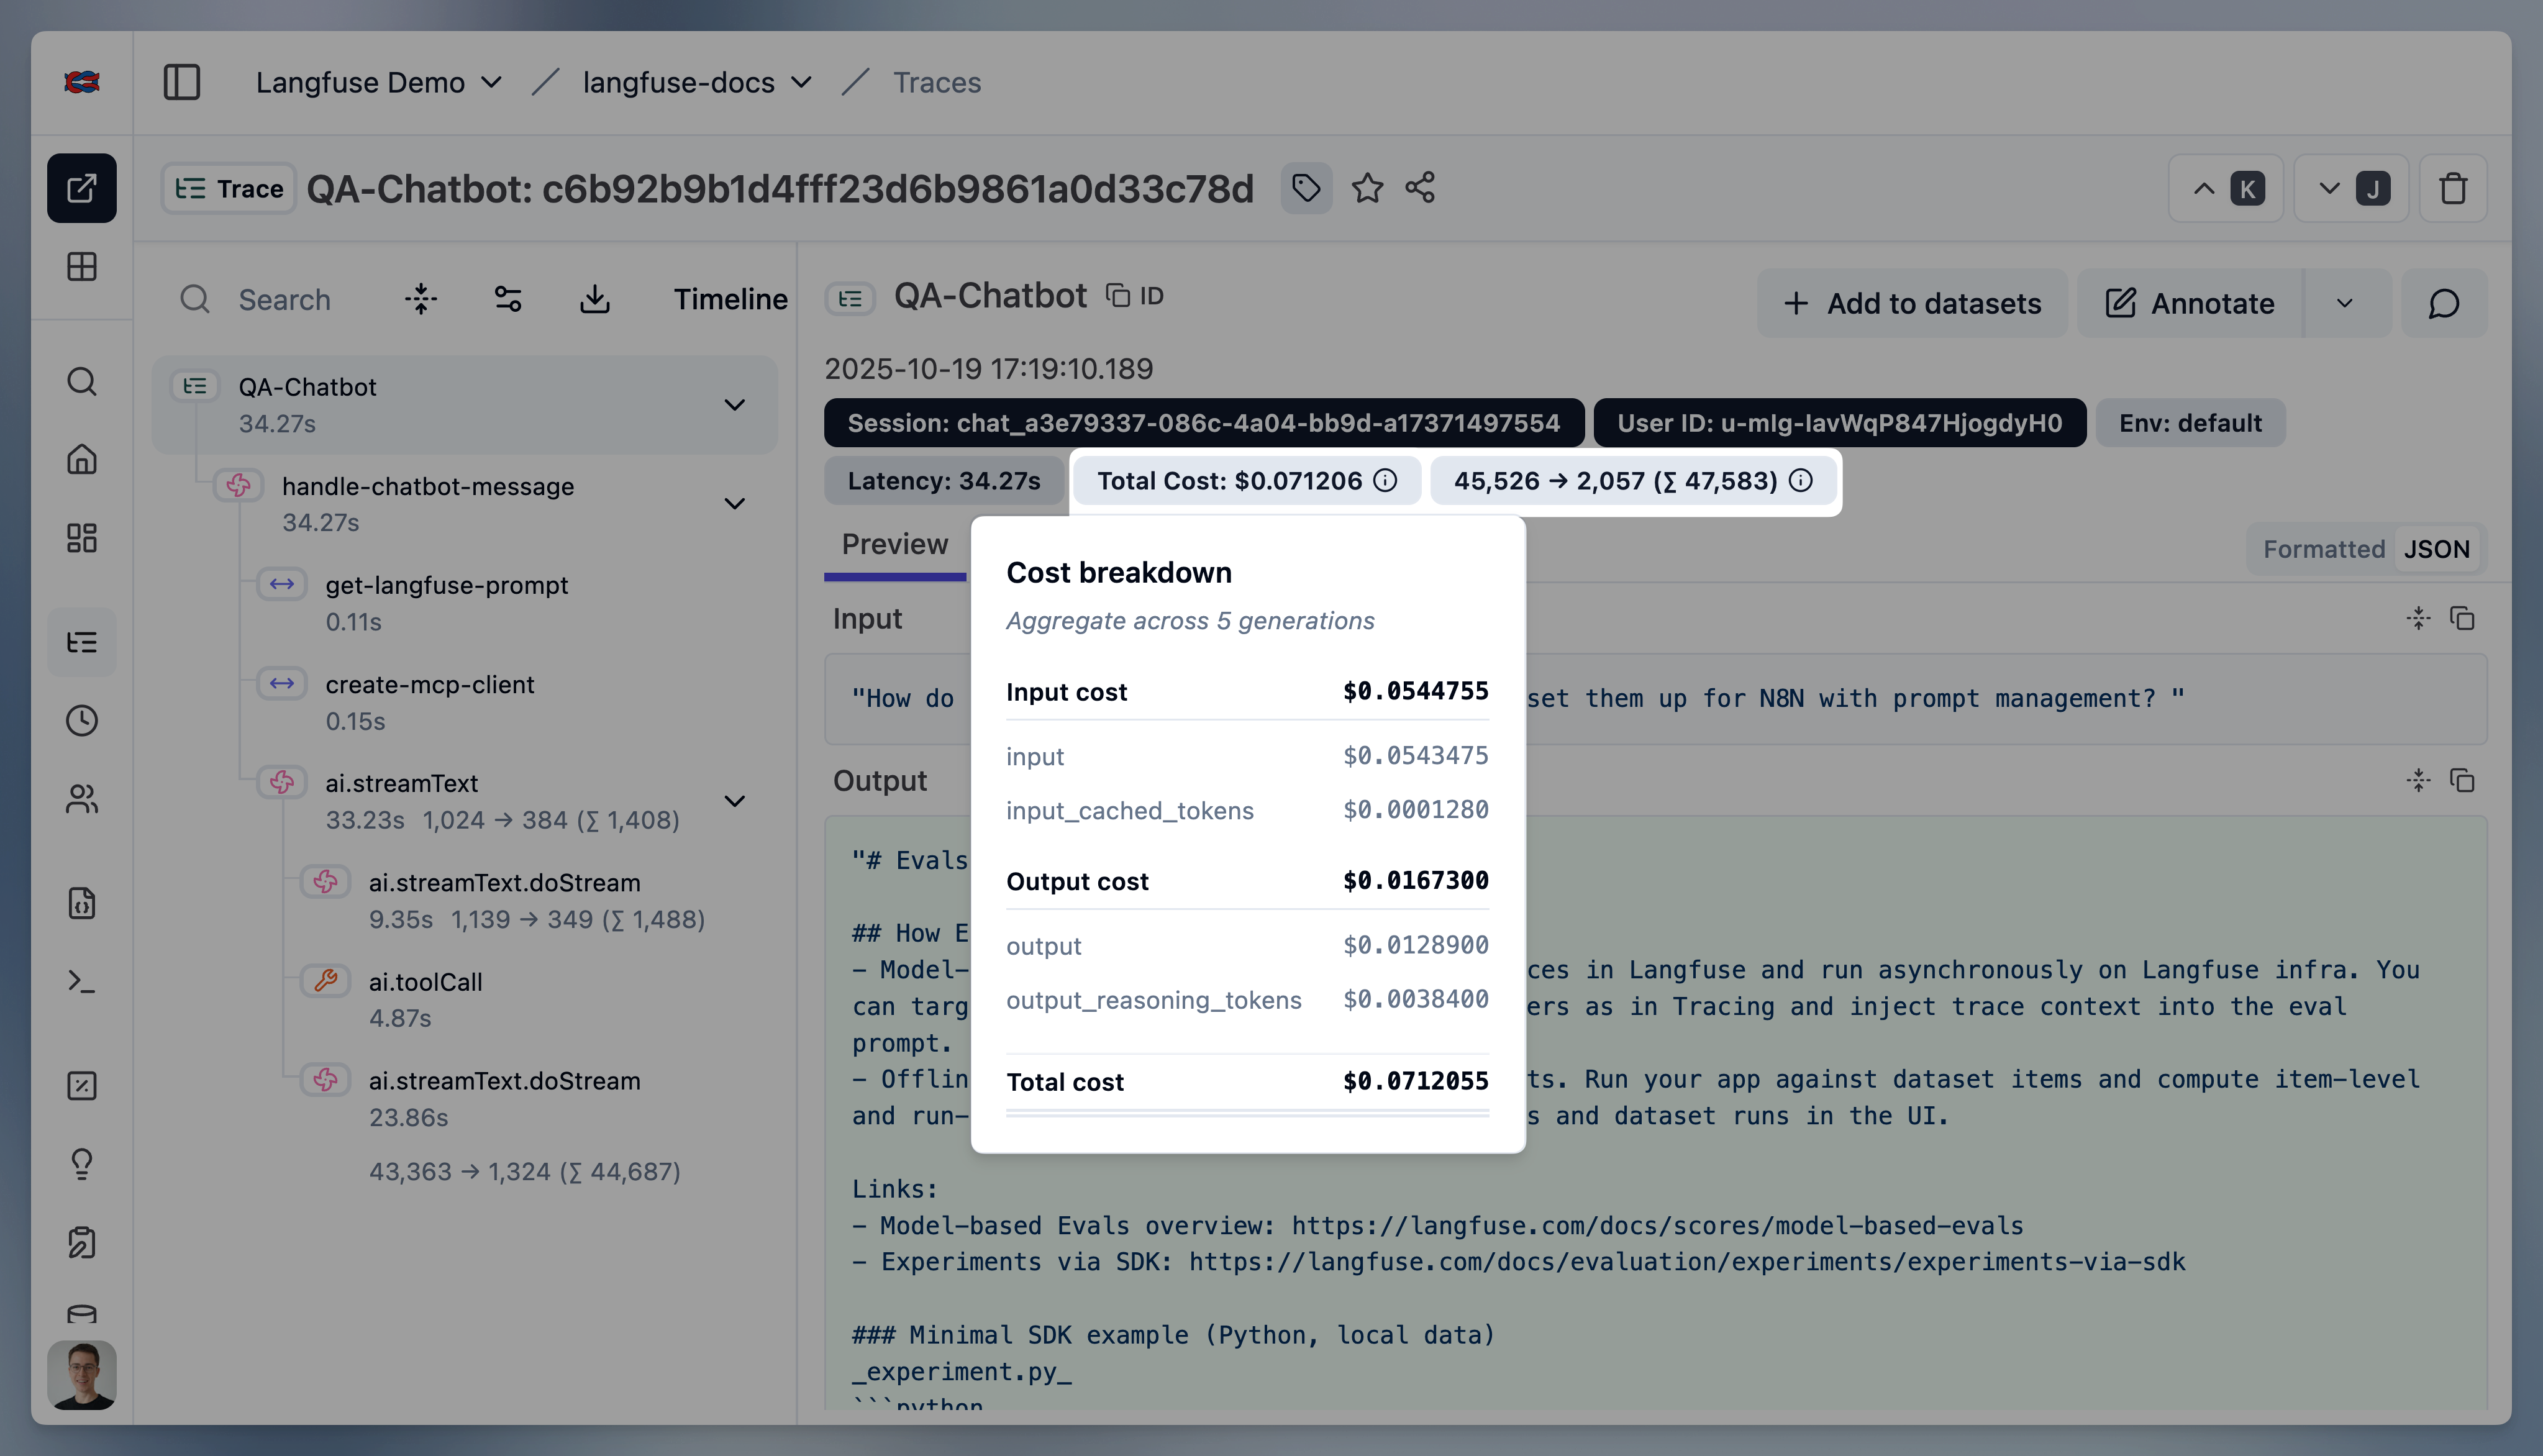 Langfuse Demo / langfuse-docs / Traces
Trace QA-Chatbot: c6b92b9b1d4fff23d6b9861a0d33c78d K J
Search Timeline
QA-Chatbot
34.27s
handle-chatbot-message
34.27s
get-langfuse-prompt
0.11s
create-mcp-client
0.15s
ai.streamText
33.23s 1,024 → 384 (∑ 1,408)
ai.streamText.doStream
9.35s 1,139 → 349 (∑ 1,488)
ai.toolCall
4.87s
ai.streamText.doStream
23.86s
43,363 → 1,324 (∑ 44,687)
QA-Chatbot ID
+ Add to datasets Annotate
2025-10-19 17:19:10.189
Session: chat_a3e79337-086c-4a04-bb9d-a17371497554 User ID: u-mlg-lavWqP847HjogdyH0 Env: default
Latency: 34.27s Total Cost: $0.071206 45,526 → 2,057 (∑ 47,583)
Preview
Formatted JSON
Cost breakdown
Aggregate across 5 generations
Input cost $0.0544755
input $0.0543475
input_cached_tokens $0.0001280
Output cost $0.0167300
output $0.0128900
output_reasoning_tokens $0.0038400
Total cost $0.0712055
Input
"How do set them up for N8N with prompt management? "
Output
"# Evals
## How E
- Model- ces in Langfuse and run asynchronously on Langfuse infra. You
can targ ers as in Tracing and inject trace context into the eval
prompt.
- Offlin ts. Run your app against dataset items and compute item-level
and run- s and dataset runs in the UI.
Links:
- Model-based Evals overview: https://langfuse.com/docs/scores/model-based-evals
- Experiments via SDK: https://langfuse.com/docs/evaluation/experiments/experiments-via-sdk
### Minimal SDK example (Python, local data)
_experiment.py_
```python